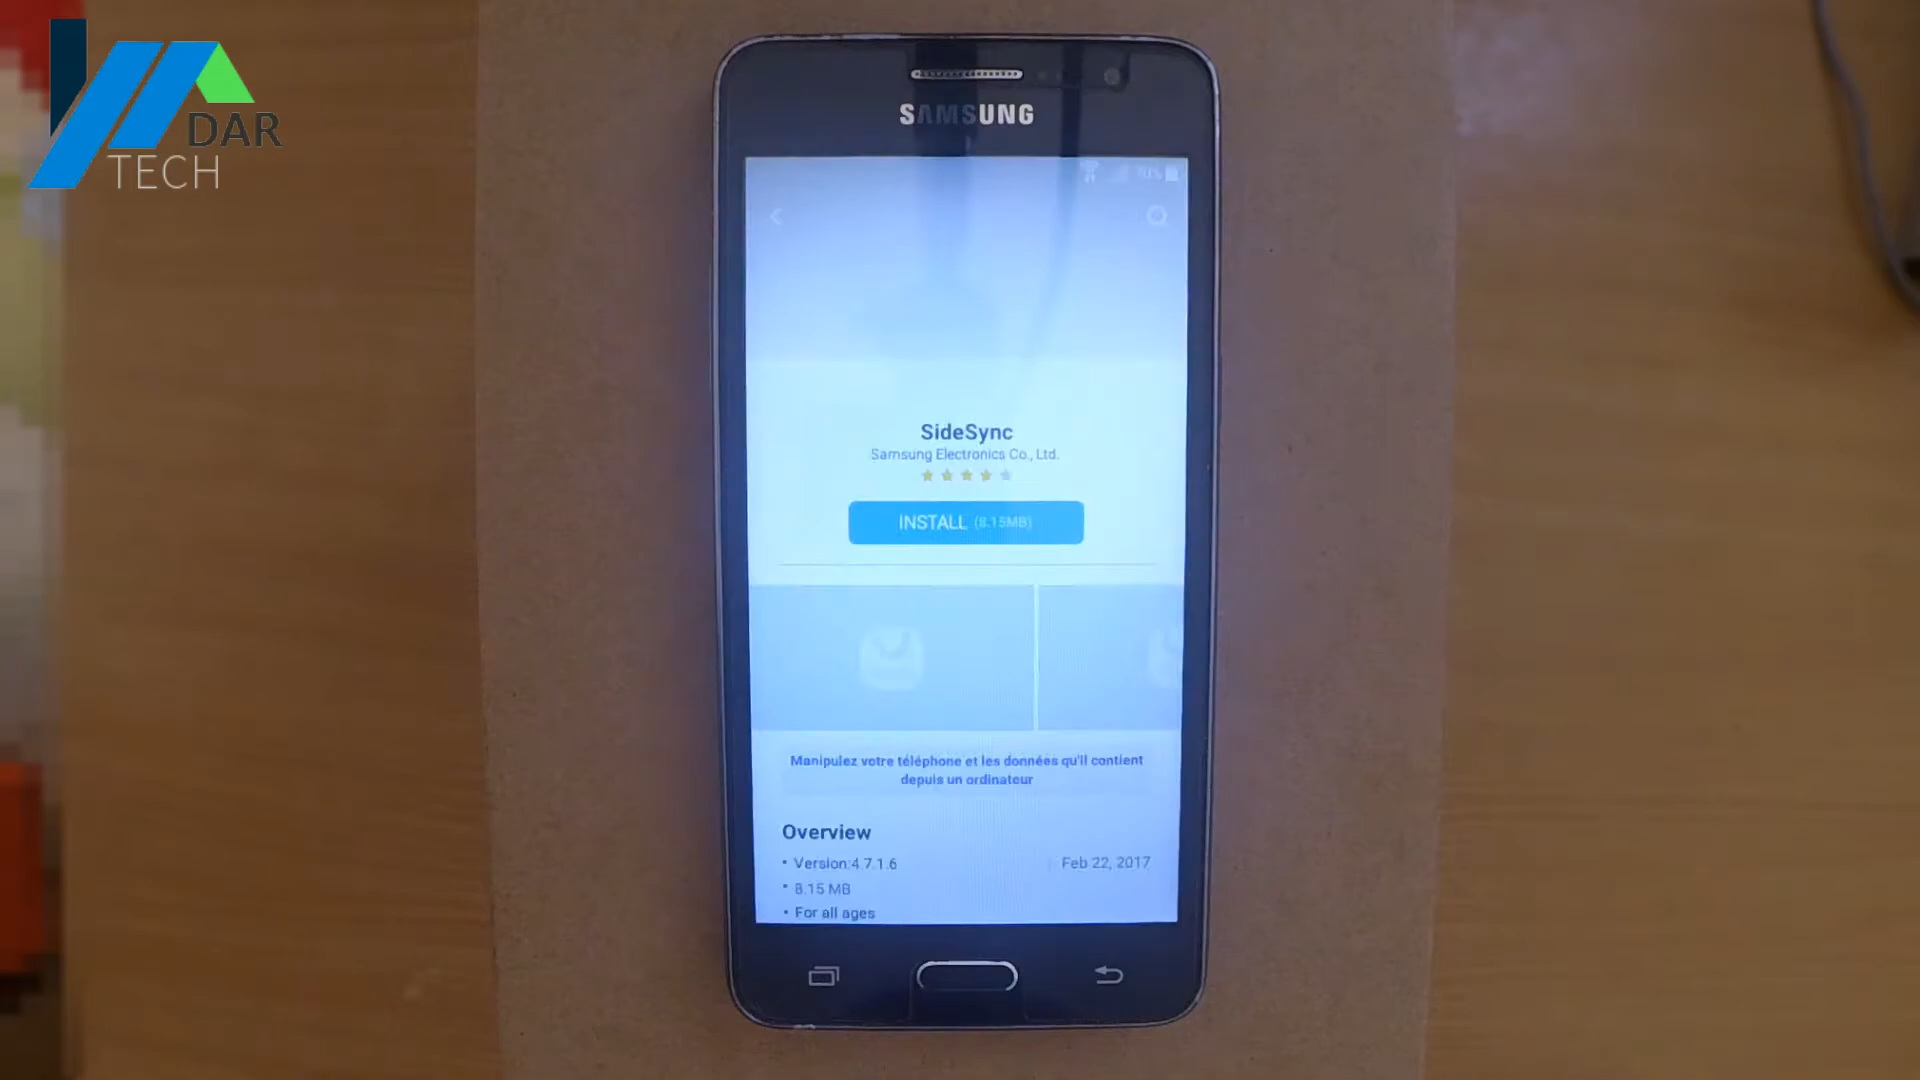 DAR
TECH
SAMSUNG
70%
SideSync
Samsung Electronics Co., Ltd.
INSTALL (8.15MB)
Manipulez votre téléphone et les données qu'il contient
depuis un ordinateur
Overview
• Version:4.7.1.6
Feb 22, 2017
• 8.15 MB
• For all ages